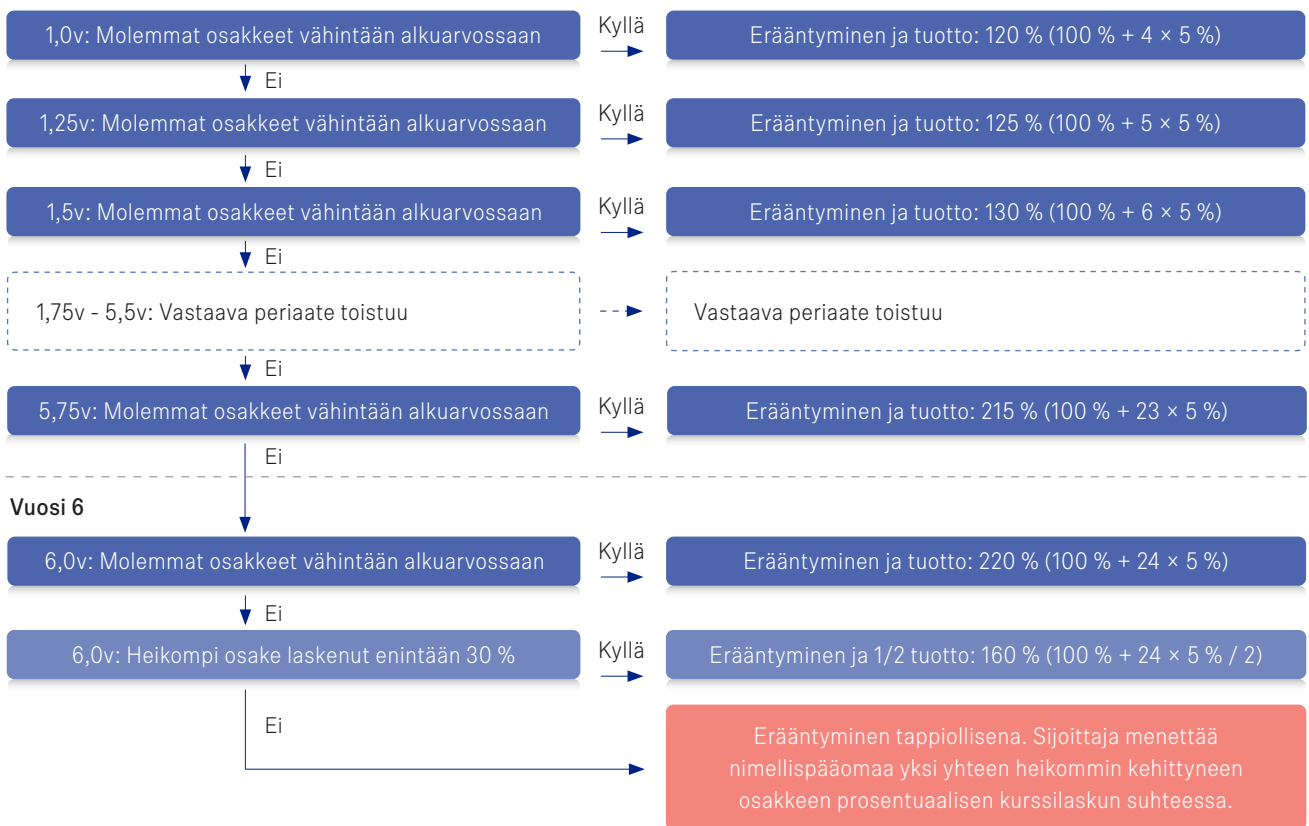 1,0v: Molemmat osakkeet vähintään alkuarvossaan
Kyllä
Erääntyminen ja tuotto: 120 % (100 % + 4 × 5 %)
Ei
1,25v: Molemmat osakkeet vähintään alkuarvossaan
Kyllä
Erääntyminen ja tuotto: 125 % (100 % + 5 × 5 %)
Ei
1,5v: Molemmat osakkeet vähintään alkuarvossaan
Kyllä
Erääntyminen ja tuotto: 130 % (100 % + 6 × 5 %)
Ei
1,75v - 5,5v: Vastaava periaate toistuu
Vastaava periaate toistuu
Ei
5,75v: Molemmat osakkeet vähintään alkuarvossaan
Kyllä
Erääntyminen ja tuotto: 215 % (100 % + 23 × 5 %)
Ei
Vuosi 6
6,0v: Molemmat osakkeet vähintään alkuarvossaan
Kyllä
Erääntyminen ja tuotto: 220 % (100 % + 24 × 5 %)
Ei
6,0v: Heikompi osake laskenut enintään 30 %
Kyllä
Erääntyminen ja 1/2 tuotto: 160 % (100 % + 24 × 5 % / 2)
Ei
Erääntyminen tappiollisena. Sijoittaja menettää
nimellispääomaa yksi yhteen heikommin kehittyneen
osakkeen prosentuaalisen kurssilaskun suhteessa.